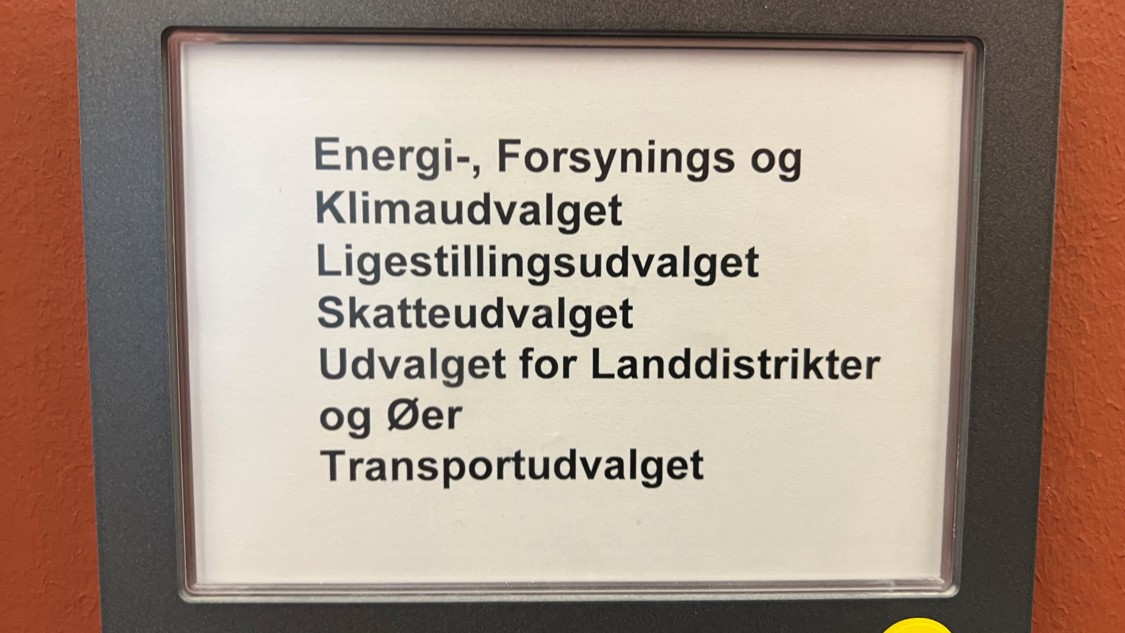 Energi-, Forsynings og
Klimaudvalget
Ligestillingsudvalget
Skatteudvalget
Udvalget for Landdistrikter
og Øer
Transportudvalget